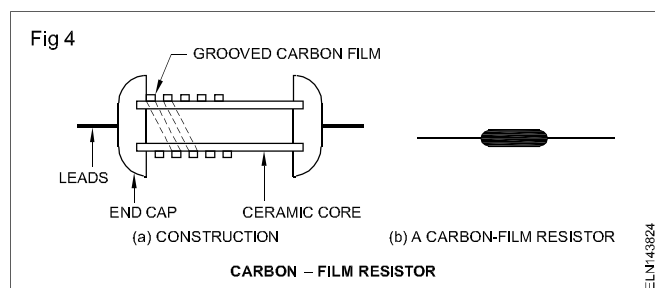 Fig 4
GROOVED CARBON FILM
LEADS
END CAP
CERAMIC CORE
(a) CONSTRUCTION
(b) A CARBON-FILM RESISTOR
CARBON – FILM RESISTOR
ELN143824